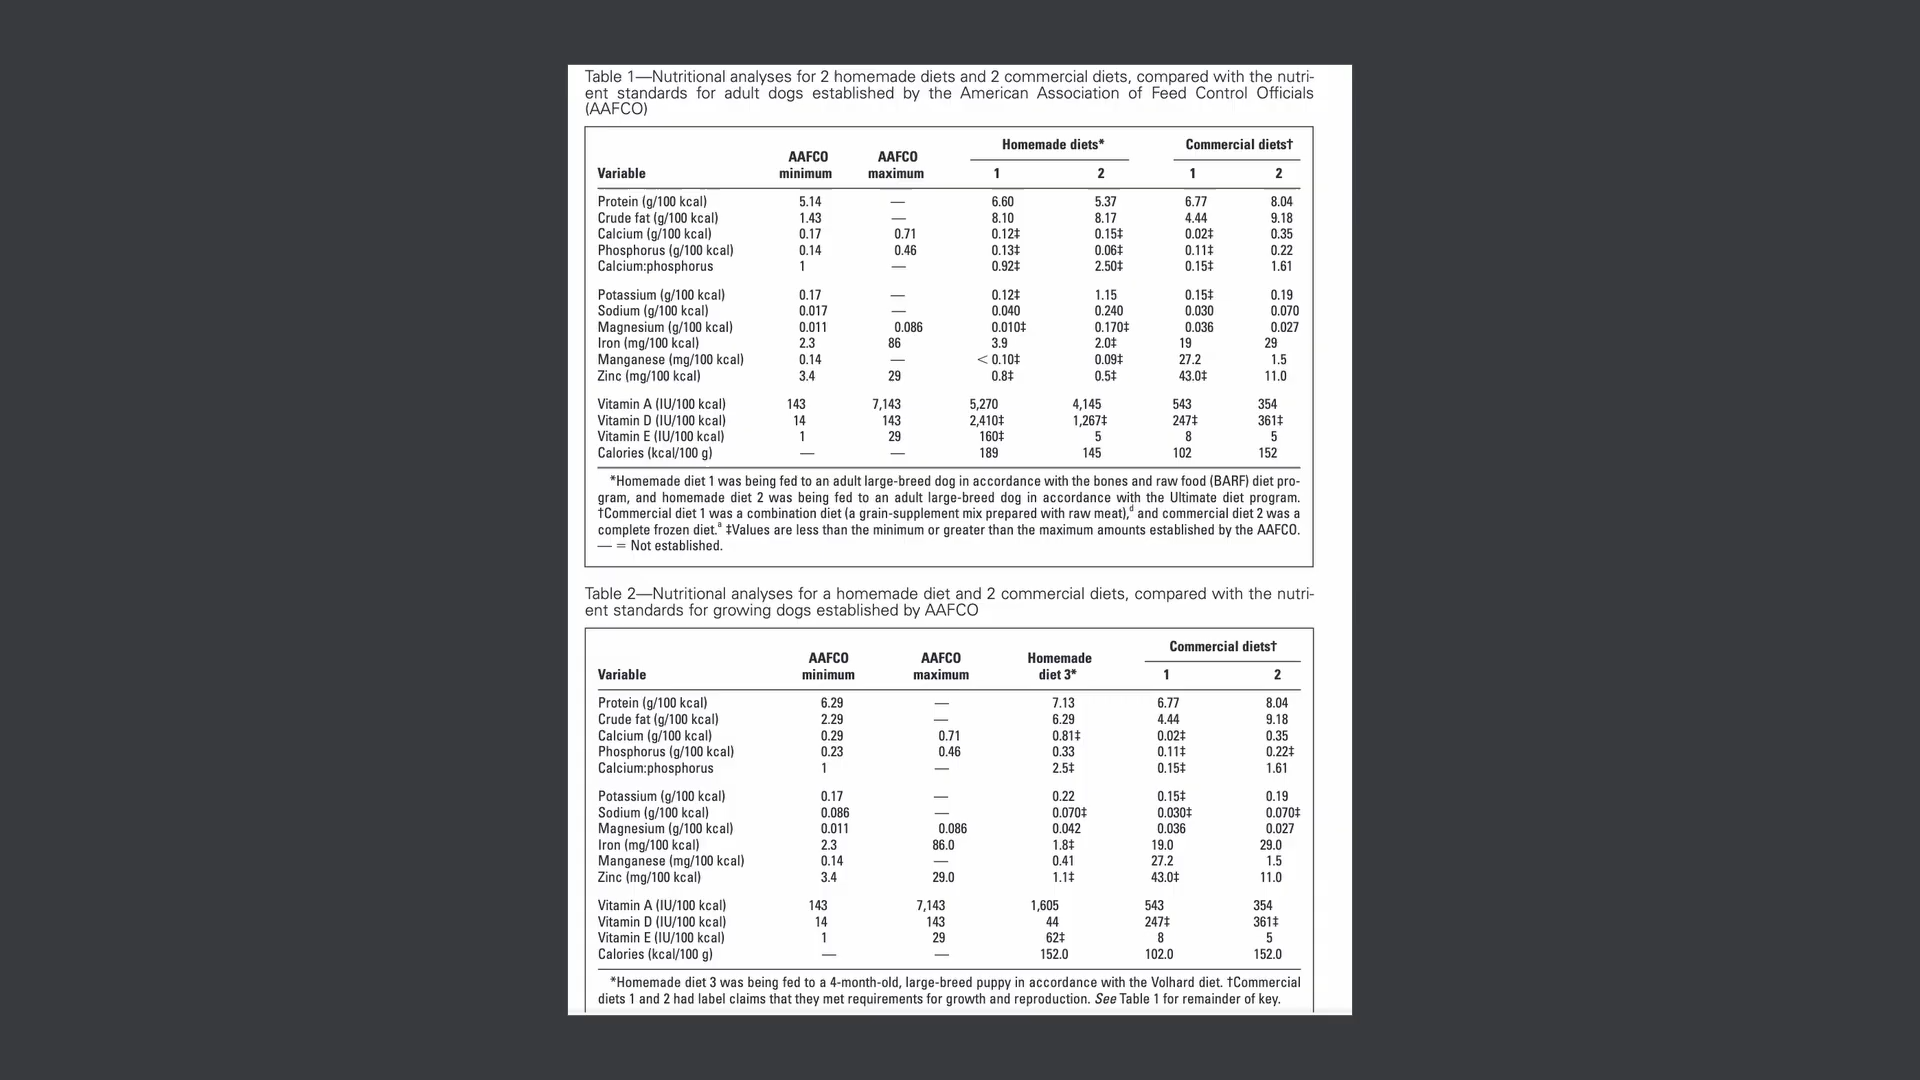 Table 1—Nutritional analyses for 2 homemade diets and 2 commercial diets, compared with the nutri-
ent standards for adult dogs established by the American Association of Feed Control Officials
(AAFCO)
Homemade diets* Commercial diets†
AAFCO AAFCO
Variable minimum maximum 1 2 1 2
Protein (g/100 kcal) 5.14 — 6.60 5.37 6.77 8.04
Crude fat (g/100 kcal) 1.43 — 8.10 8.17 4.44 9.18
Calcium (g/100 kcal) 0.17 0.71 0.12‡ 0.15‡ 0.02‡ 0.35
Phosphorus (g/100 kcal) 0.14 0.46 0.13‡ 0.06‡ 0.11‡ 0.22
Calcium:phosphorus 1 — 0.92‡ 2.50‡ 0.15‡ 1.61
Potassium (g/100 kcal) 0.17 — 0.12‡ 1.15 0.15‡ 0.19
Sodium (g/100 kcal) 0.017 — 0.040 0.240 0.030 0.070
Magnesium (g/100 kcal) 0.011 0.086 0.010‡ 0.170‡ 0.036 0.027
Iron (mg/100 kcal) 2.3 86 3.9 2.0‡ 19 29
Manganese (mg/100 kcal) 0.14 — < 0.10‡ 0.09‡ 27.2 1.5
Zinc (mg/100 kcal) 3.4 29 0.8‡ 0.5‡ 43.0‡ 11.0
Vitamin A (IU/100 kcal) 143 7,143 5,270 4,145 543 354
Vitamin D (IU/100 kcal) 14 143 2,410‡ 1,267‡ 247‡ 361‡
Vitamin E (IU/100 kcal) 1 29 160‡ 5 8 5
Calories (kcal/100 g) — — 189 145 102 152
*Homemade diet 1 was being fed to an adult large-breed dog in accordance with the bones and raw food (BARF) diet pro-
gram, and homemade diet 2 was being fed to an adult large-breed dog in accordance with the Ultimate diet program.
†Commercial diet 1 was a combination diet (a grain-supplement mix prepared with raw meat),d and commercial diet 2 was a
complete frozen diet.a ‡Values are less than the minimum or greater than the maximum amounts established by the AAFCO.
— = Not established.
Table 2—Nutritional analyses for a homemade diet and 2 commercial diets, compared with the nutri-
ent standards for growing dogs established by AAFCO
Commercial diets†
AAFCO AAFCO Homemade
Variable minimum maximum diet 3* 1 2
Protein (g/100 kcal) 6.29 — 7.13 6.77 8.04
Crude fat (g/100 kcal) 2.29 — 6.29 4.44 9.18
Calcium (g/100 kcal) 0.29 0.71 0.81‡ 0.02‡ 0.35
Phosphorus (g/100 kcal) 0.23 0.46 0.33 0.11‡ 0.22‡
Calcium:phosphorus 1 — 2.5‡ 0.15‡ 1.61
Potassium (g/100 kcal) 0.17 — 0.22 0.15‡ 0.19
Sodium (g/100 kcal) 0.086 — 0.070‡ 0.030‡ 0.070‡
Magnesium (g/100 kcal) 0.011 0.086 0.042 0.036 0.027
Iron (mg/100 kcal) 2.3 86.0 1.8‡ 19.0 29.0
Manganese (mg/100 kcal) 0.14 — 0.41 27.2 1.5
Zinc (mg/100 kcal) 3.4 29.0 1.1‡ 43.0‡ 11.0
Vitamin A (IU/100 kcal) 143 7,143 1,605 543 354
Vitamin D (IU/100 kcal) 14 143 44 247‡ 361‡
Vitamin E (IU/100 kcal) 1 29 62‡ 8 5
Calories (kcal/100 g) — — 152.0 102.0 152.0
*Homemade diet 3 was being fed to a 4-month-old, large-breed puppy in accordance with the Volhard diet. †Commercial
diets 1 and 2 had label claims that they met requirements for growth and reproduction. See Table 1 for remainder of key.